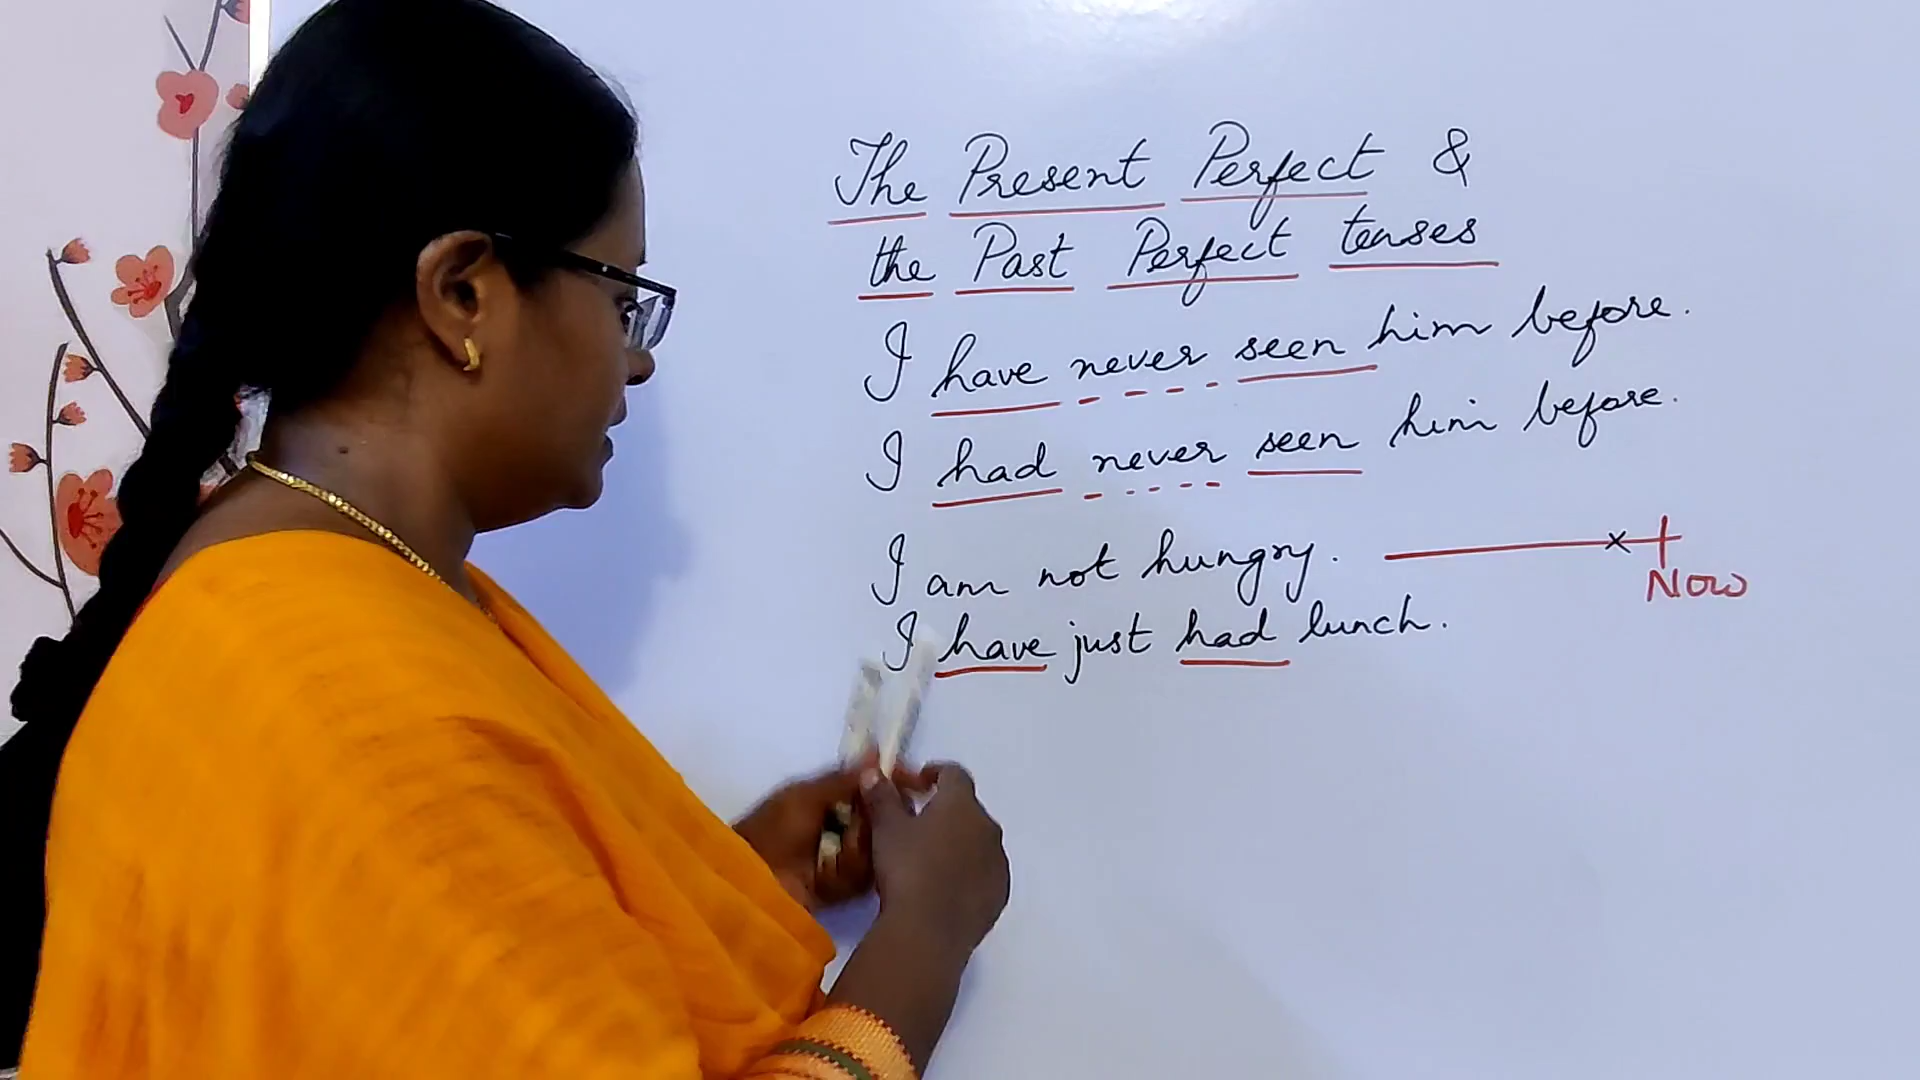 The Present Perfect &
the Past Perfect tenses
I have never seen him before.
I had never seen him before.
I am not hungry.
Now
I have just had lunch.